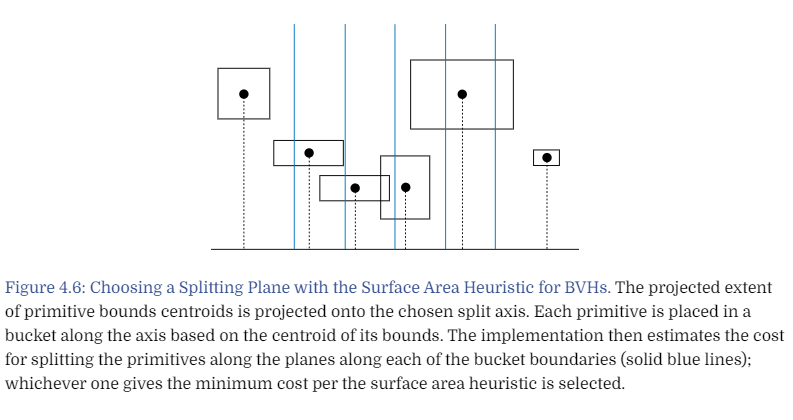 Figure 4.6: Choosing a Splitting Plane with the Surface Area Heuristic for BVHs. The projected extent
of primitive bounds centroids is projected onto the chosen split axis. Each primitive is placed in a
bucket along the axis based on the centroid of its bounds. The implementation then estimates the cost
for splitting the primitives along the planes along each of the bucket boundaries (solid blue lines);
whichever one gives the minimum cost per the surface area heuristic is selected.